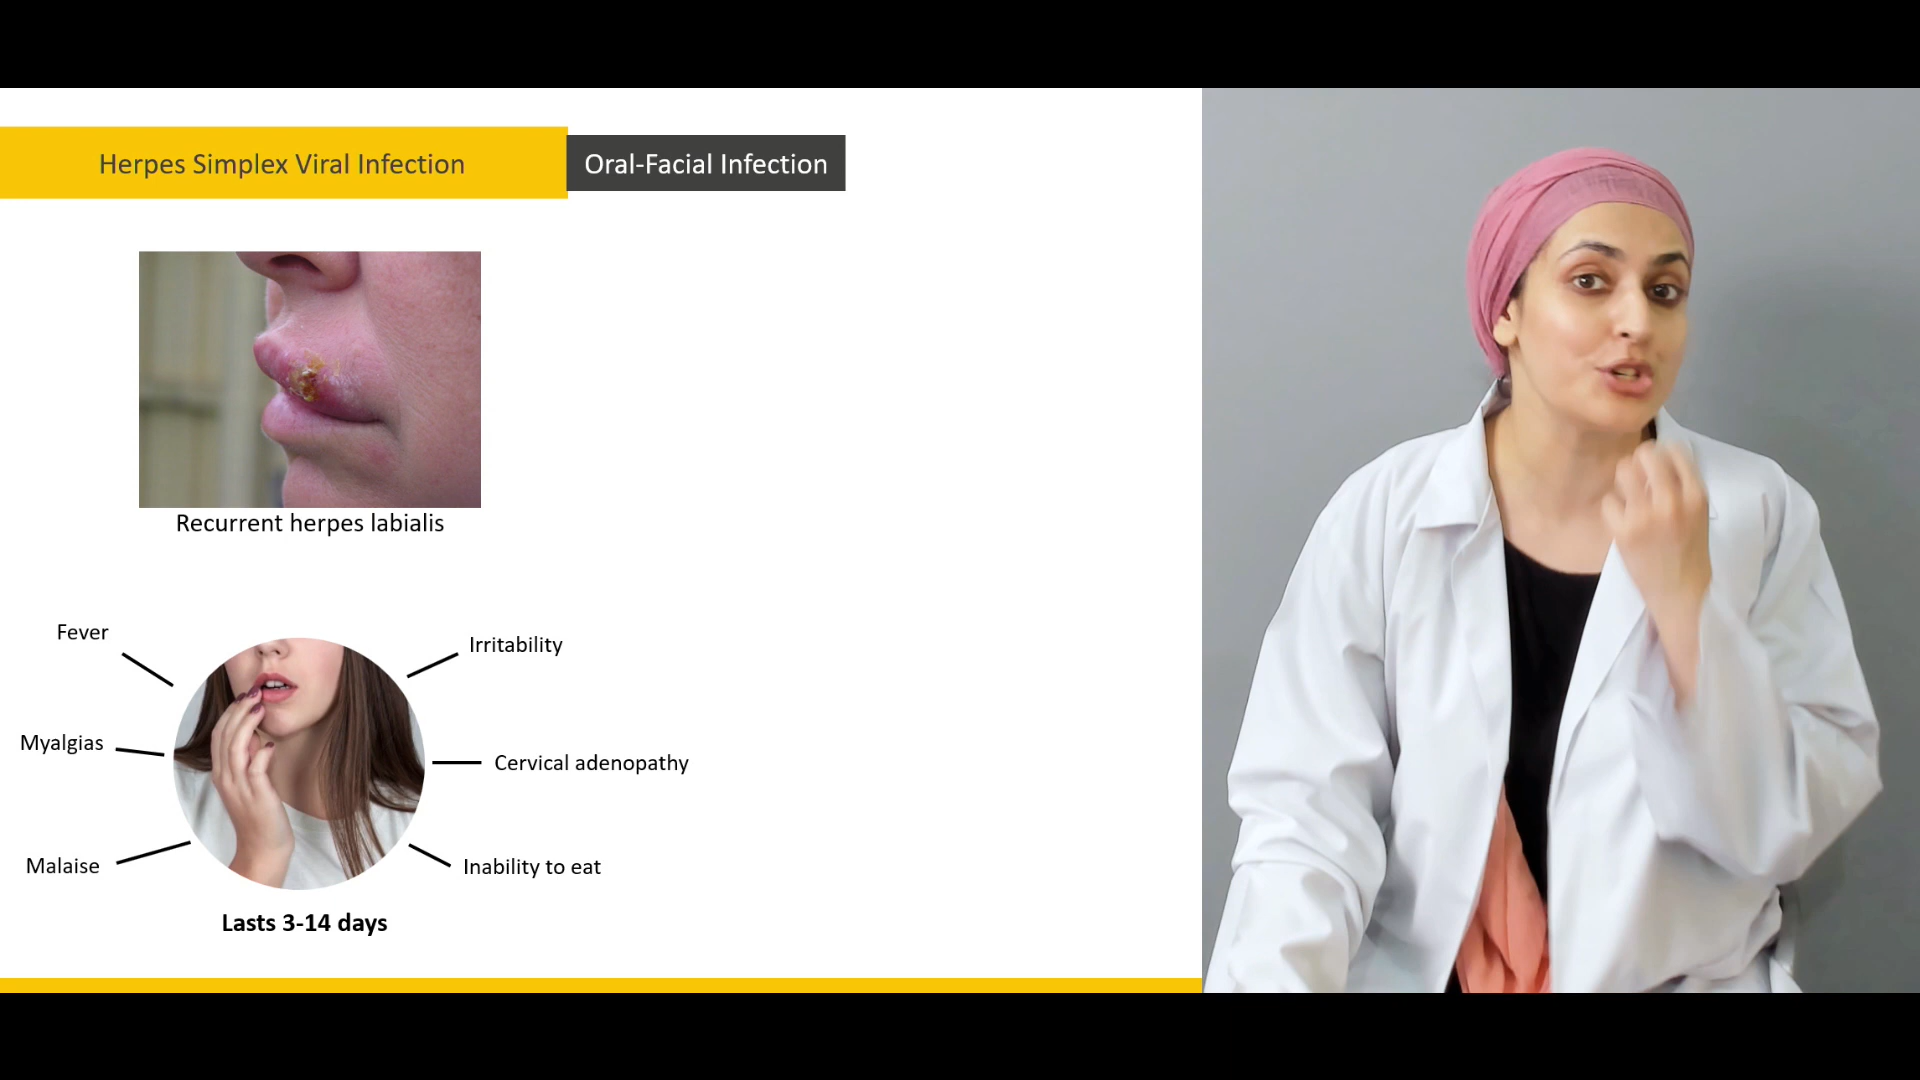 Herpes Simplex Viral Infection
Oral-Facial Infection
Recurrent herpes labialis
Fever
Irritability
Myalgias
Cervical adenopathy
Malaise
Inability to eat
Lasts 3-14 days